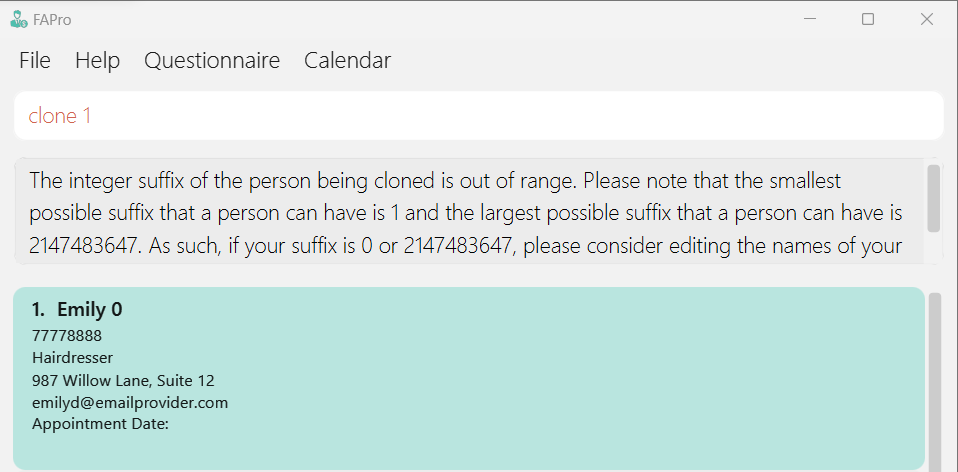 FAPro
File Help Questionnaire Calendar
clone 1
The integer suffix of the person being cloned is out of range. Please note that the smallest
possible suffix that a person can have is 1 and the largest possible suffix that a person can have is
2147483647. As such, if your suffix is 0 or 2147483647, please consider editing the names of your
1. Emily 0
77778888
Hairdresser
987 Willow Lane, Suite 12
emilyd@emailprovider.com
Appointment Date: